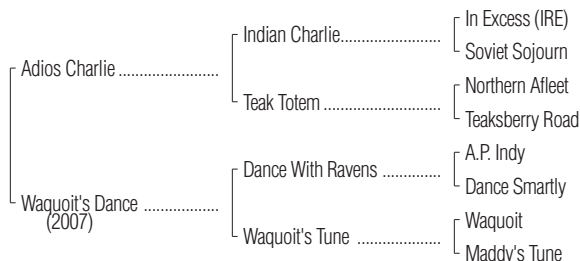 In Excess (IRE)
Indian Charlie....................
Soviet Sojourn
Adios Charlie ....................
Northern Afleet
Teak Totem ........................
Teaksberry Road
A.P. Indy
Dance With Ravens ............
Dance Smartly
Waquoit's Dance ...............
(2007)
Waquoit
Waquoit's Tune .................
Maddy's Tune